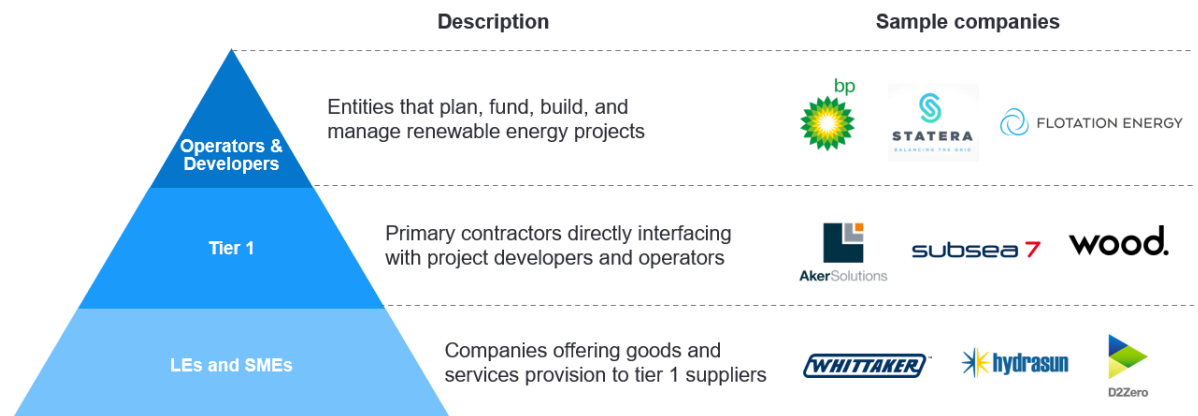 Description
Sample companies
Operators &
Developers
Entities that plan, fund, build, and
manage renewable energy projects
bp
STATERA
BALANCING THE GRID
FLOTATION ENERGY
Tier 1
Primary contractors directly interfacing
with project developers and operators
AkerSolutions
subsea 7
wood.
LEs and SMEs
Companies offering goods and
services provision to tier 1 suppliers
WHITTAKER™
hydrasun
D2Zero